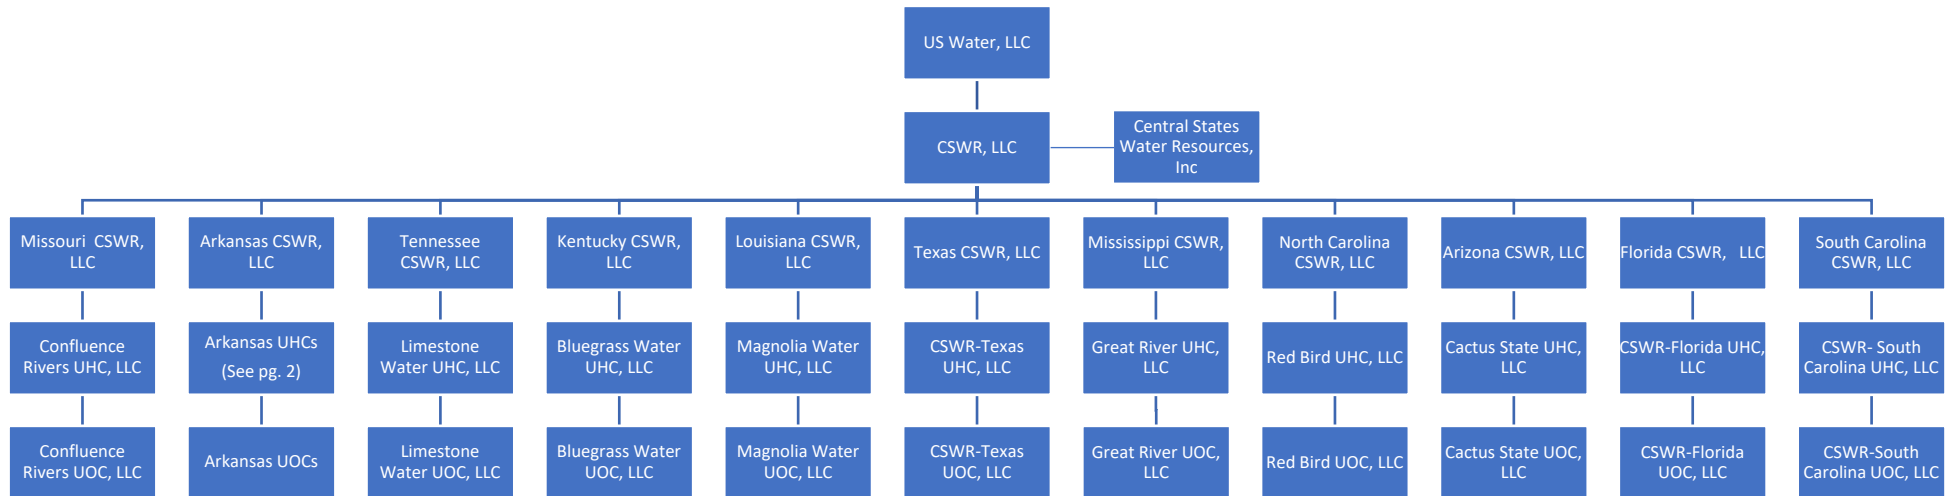 US Water, LLC
CSWR, LLC
Central States
Water Resources,
Inc
Missouri CSWR,
LLC
Arkansas CSWR,
LLC
Tennessee
CSWR, LLC
Kentucky CSWR,
LLC
Louisiana CSWR,
LLC
Texas CSWR, LLC
Mississippi CSWR,
LLC
North Carolina
CSWR, LLC
Arizona CSWR, LLC
Florida CSWR, LLC
South Carolina
CSWR, LLC
Confluence
Rivers UHC, LLC
Arkansas UHCs
(See pg. 2)
Limestone
Water UHC, LLC
Bluegrass Water
UHC, LLC
Magnolia Water
UHC, LLC
CSWR-Texas
UHC, LLC
Great River UHC,
LLC
Red Bird UHC, LLC
Cactus State UHC,
LLC
CSWR-Florida UHC,
LLC
CSWR- South
Carolina UHC, LLC
Confluence
Rivers UOC, LLC
Arkansas UOCs
Limestone
Water UOC, LLC
Bluegrass Water
UOC, LLC
Magnolia Water
UOC, LLC
CSWR-Texas
UOC, LLC
Great River UOC,
LLC
Red Bird UOC, LLC
Cactus State UOC,
LLC
CSWR-Florida
UOC, LLC
CSWR-South
Carolina UOC, LLC